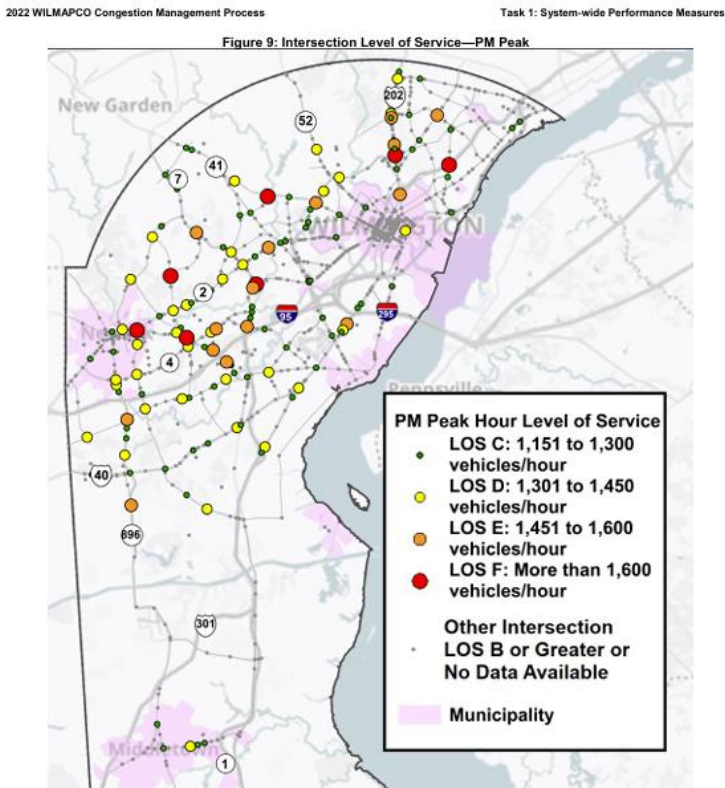 2022 WILMAPCO Congestion Management Process
Task 1: System-wide Performance Measures
Figure 9: Intersection Level of Service—PM Peak
New Garden
202
52
41
7
WILMINGTON
2
95
295
4
Pennsville
40
896
301
Middletown
1
PM Peak Hour Level of Service
LOS C: 1,151 to 1,300
vehicles/hour
LOS D: 1,301 to 1,450
vehicles/hour
LOS E: 1,451 to 1,600
vehicles/hour
LOS F: More than 1,600
vehicles/hour
Other Intersection
LOS B or Greater or
No Data Available
Municipality